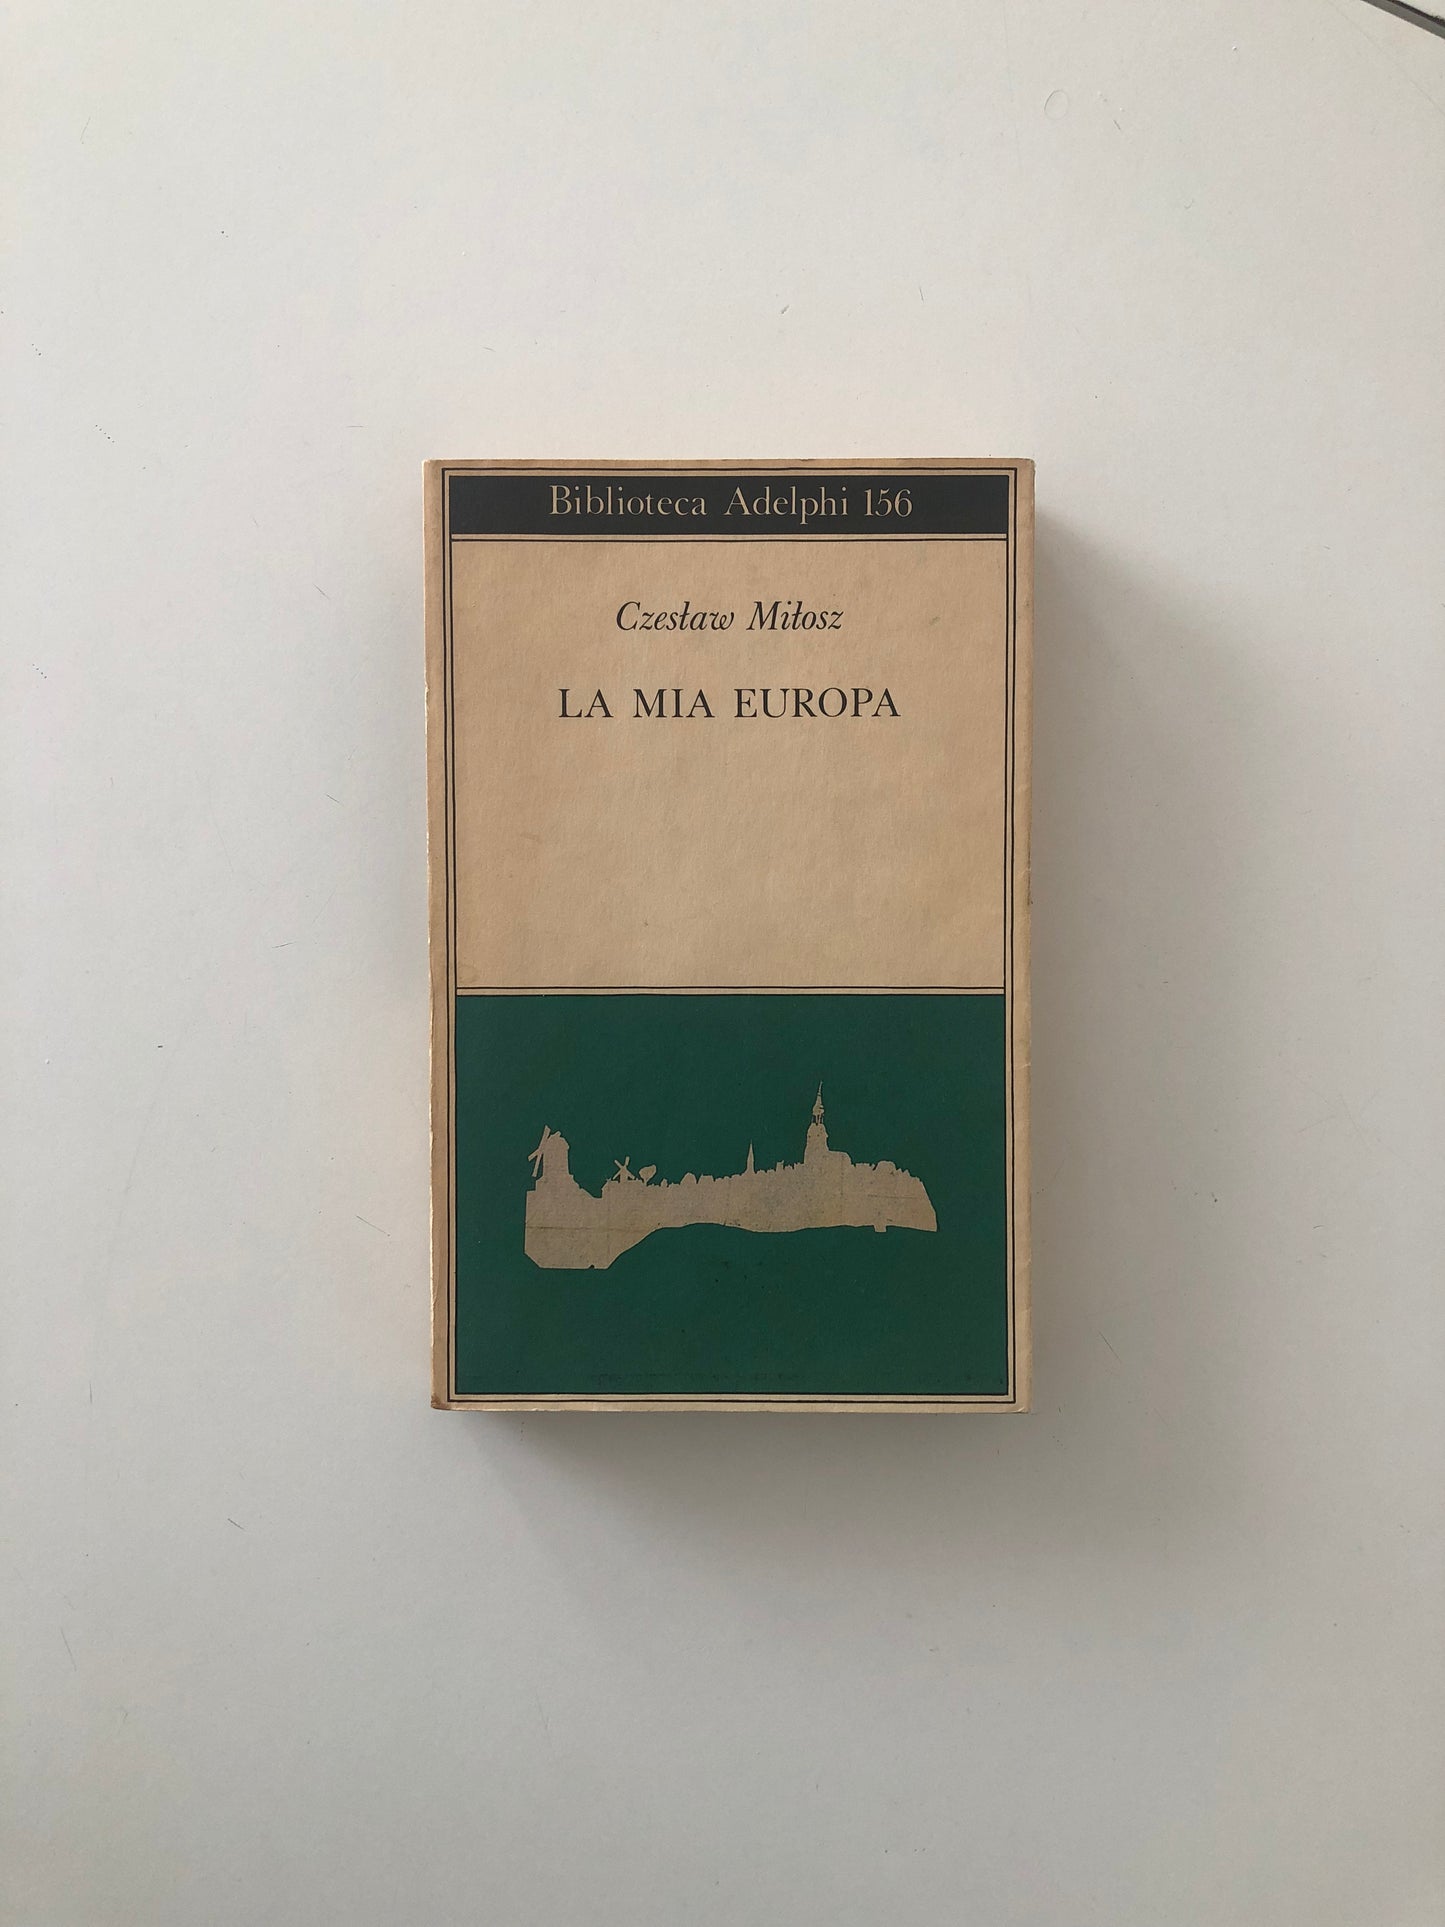 Biblioteca Adelphi 156
Czesław Miłosz
LA MIA EUROPA